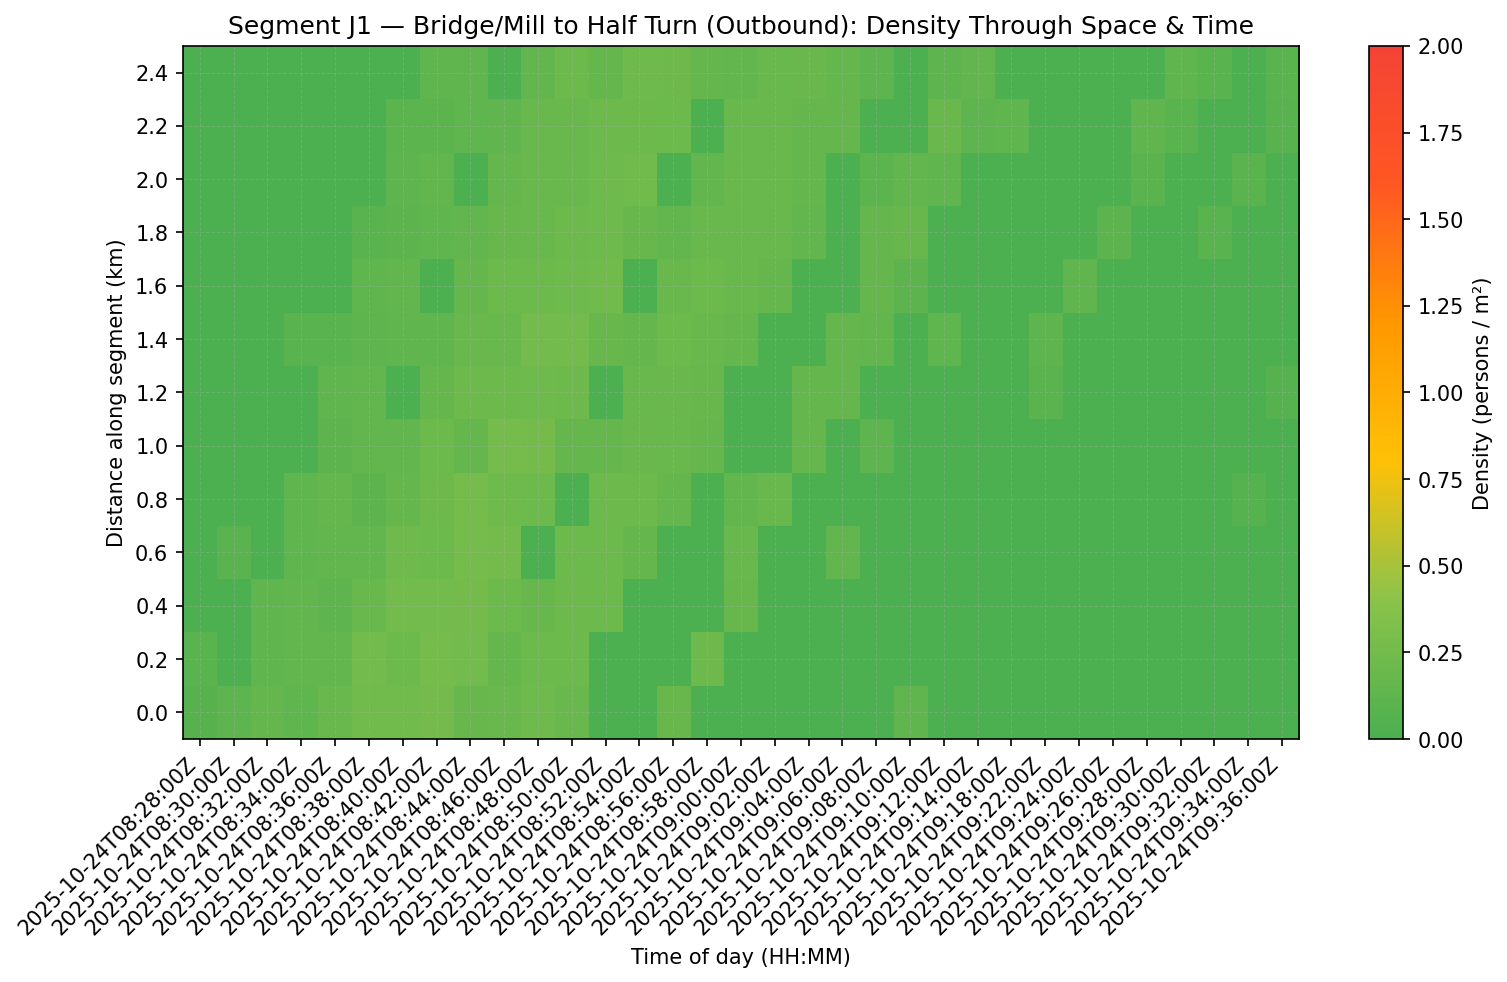 Segment J1 — Bridge/Mill to Half Turn (Outbound): Density Through Space & Time
Distance along segment (km)
2.4
2.2
2.0
1.8
1.6
1.4
1.2
1.0
0.8
0.6
0.4
0.2
0.0
2025-10-24T08:28:00Z
2025-10-24T08:30:00Z
2025-10-24T08:32:00Z
2025-10-24T08:34:00Z
2025-10-24T08:36:00Z
2025-10-24T08:38:00Z
2025-10-24T08:40:00Z
2025-10-24T08:42:00Z
2025-10-24T08:44:00Z
2025-10-24T08:46:00Z
2025-10-24T08:48:00Z
2025-10-24T08:50:00Z
2025-10-24T08:52:00Z
2025-10-24T08:54:00Z
2025-10-24T08:56:00Z
2025-10-24T08:58:00Z
2025-10-24T09:00:00Z
2025-10-24T09:02:00Z
2025-10-24T09:04:00Z
2025-10-24T09:06:00Z
2025-10-24T09:08:00Z
2025-10-24T09:10:00Z
2025-10-24T09:12:00Z
2025-10-24T09:14:00Z
2025-10-24T09:18:00Z
2025-10-24T09:22:00Z
2025-10-24T09:24:00Z
2025-10-24T09:26:00Z
2025-10-24T09:28:00Z
2025-10-24T09:30:00Z
2025-10-24T09:32:00Z
2025-10-24T09:34:00Z
2025-10-24T09:36:00Z
Time of day (HH:MM)
2.00
1.75
1.50
1.25
1.00
0.75
0.50
0.25
0.00
Density (persons / m²)